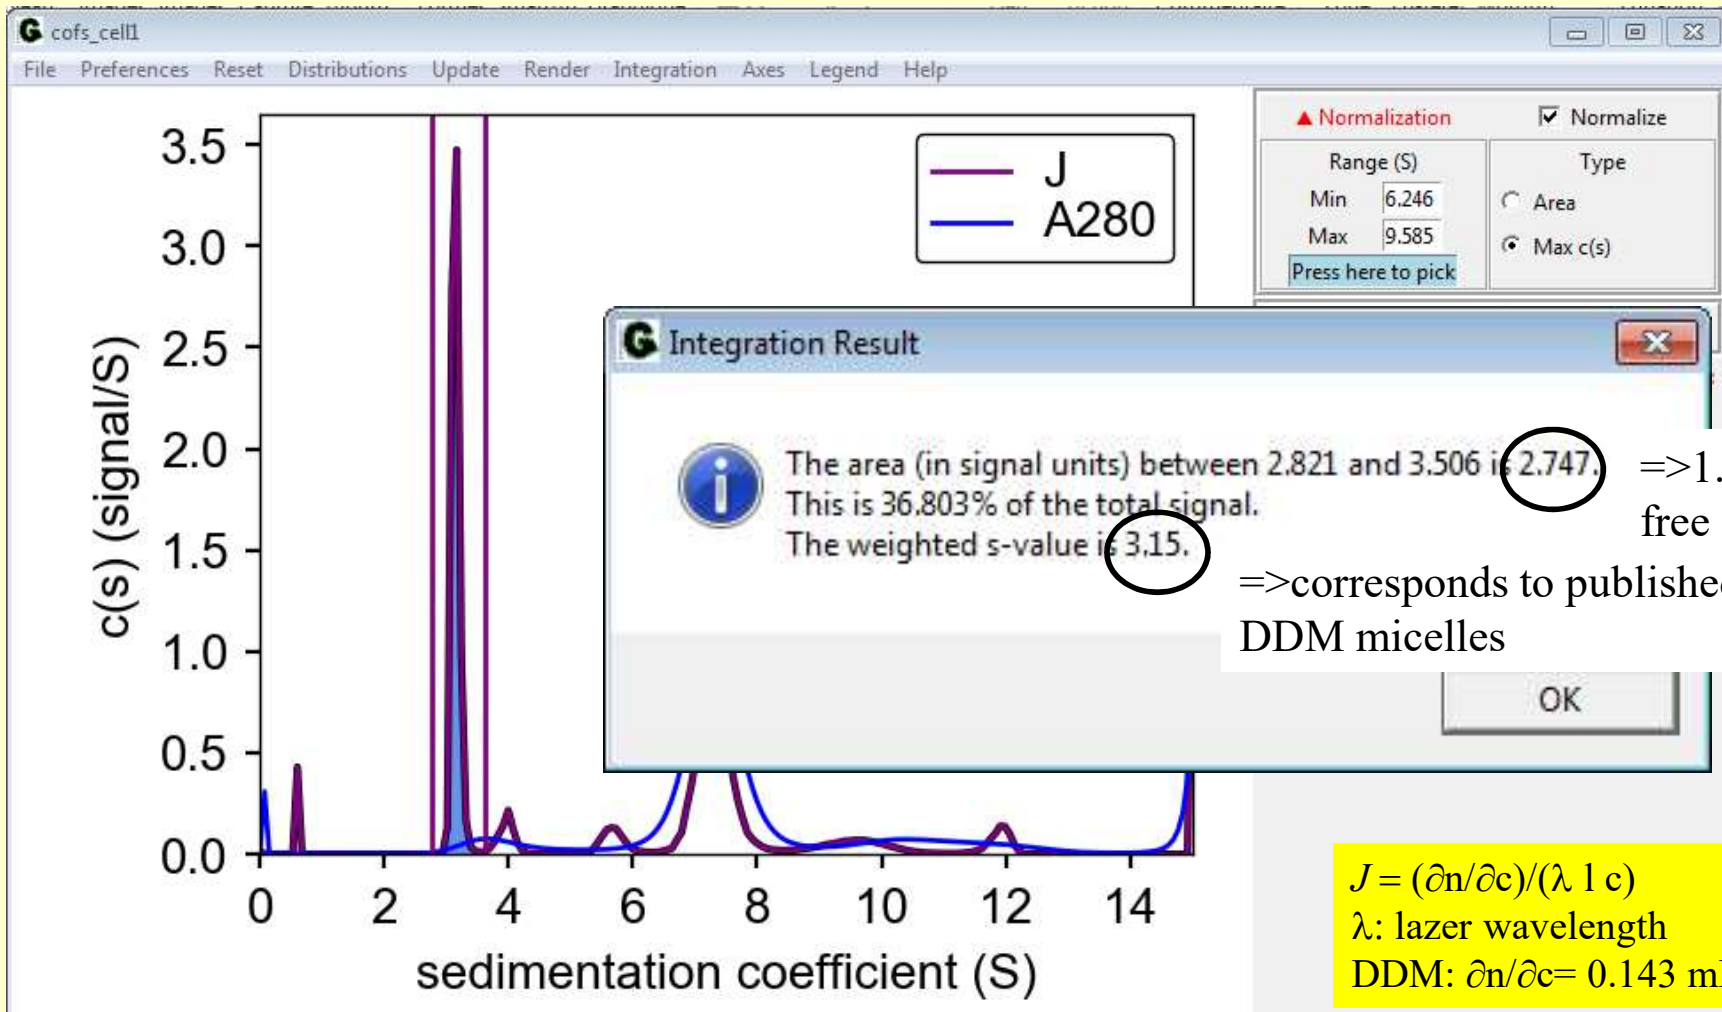 cofs_cell1
File Preferences Reset Distributions Update Render Integration Axes Legend Help
▲ Normalization
Normalize
Range (S)
Type
Min 6.246
Area
Max 9.585
Max c(s)
Press here to pick
J
A280
3.5
3.0
2.5
2.0
1.5
1.0
0.5
0.0
c(s) (signal/S)
0 2 4 6 8 10 12 14
sedimentation coefficient (S)
Integration Result
The area (in signal units) between 2.821 and 3.506 is 2.747.
This is 36.803% of the total signal.
The weighted s-value is 3.15.
=>1.
free
=>corresponds to published
DDM micelles
OK
J = (∂n/∂c)/(λ l c)
λ: lazer wavelength
DDM: ∂n/∂c= 0.143